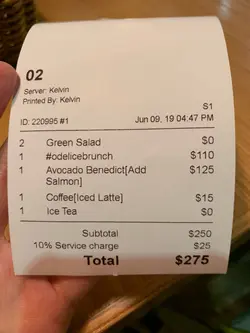 02
Server: Kelvin
Printed By: Kelvin
S1
ID: 220995 #1 Jun 09, 19 04:47 PM
2 Green Salad $0
1 #odelicebrunch $110
1 Avocado Benedict[Add $125
Salmon]
1 Coffee[Iced Latte] $15
1 Ice Tea $0
Subtotal $250
10% Service charge $25
Total $275